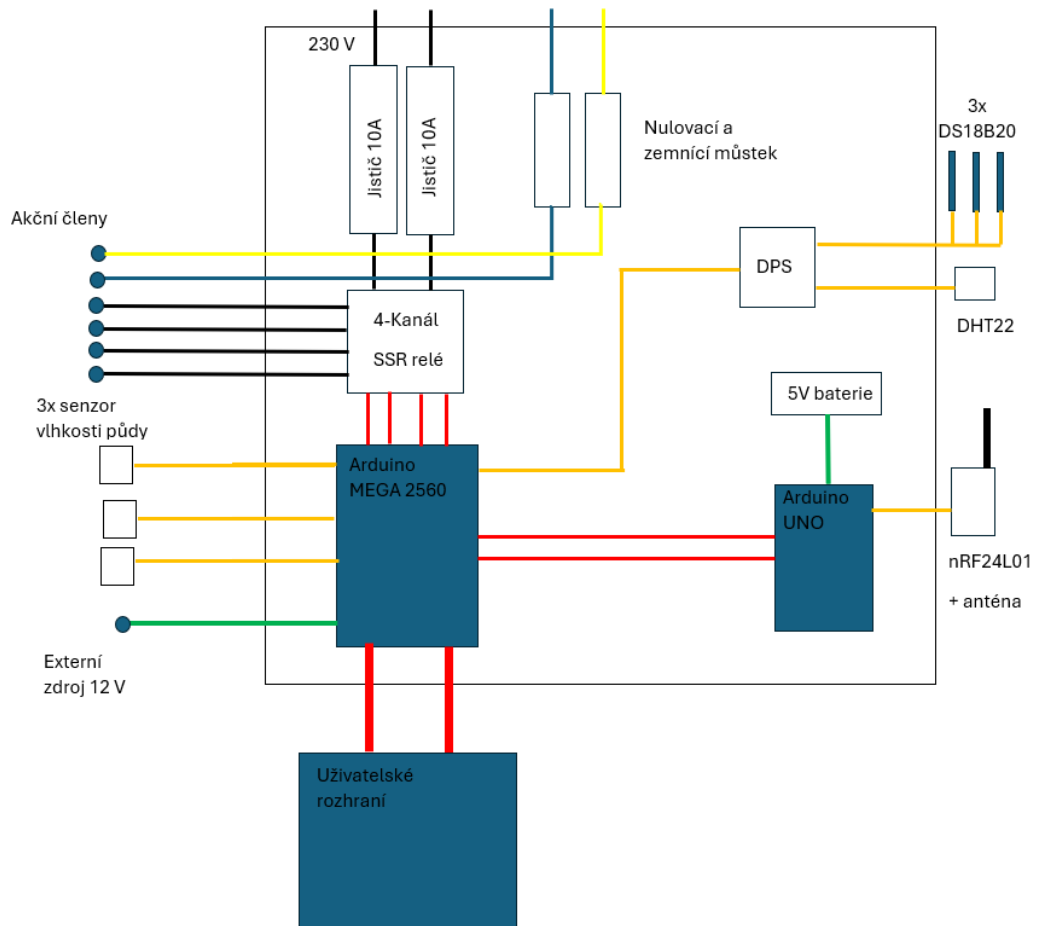 230 V
Jistič 10A
Jistič 10A
Nulovací a
zemnící můstek
3x
DS18B20
Akční členy
DPS
DHT22
4-Kanál
SSR relé
5V baterie
3x senzor
vlhkosti půdy
Arduino
MEGA 2560
Arduino
UNO
nRF24L01
+ anténa
Externí
zdroj 12 V
Uživatelské
rozhraní